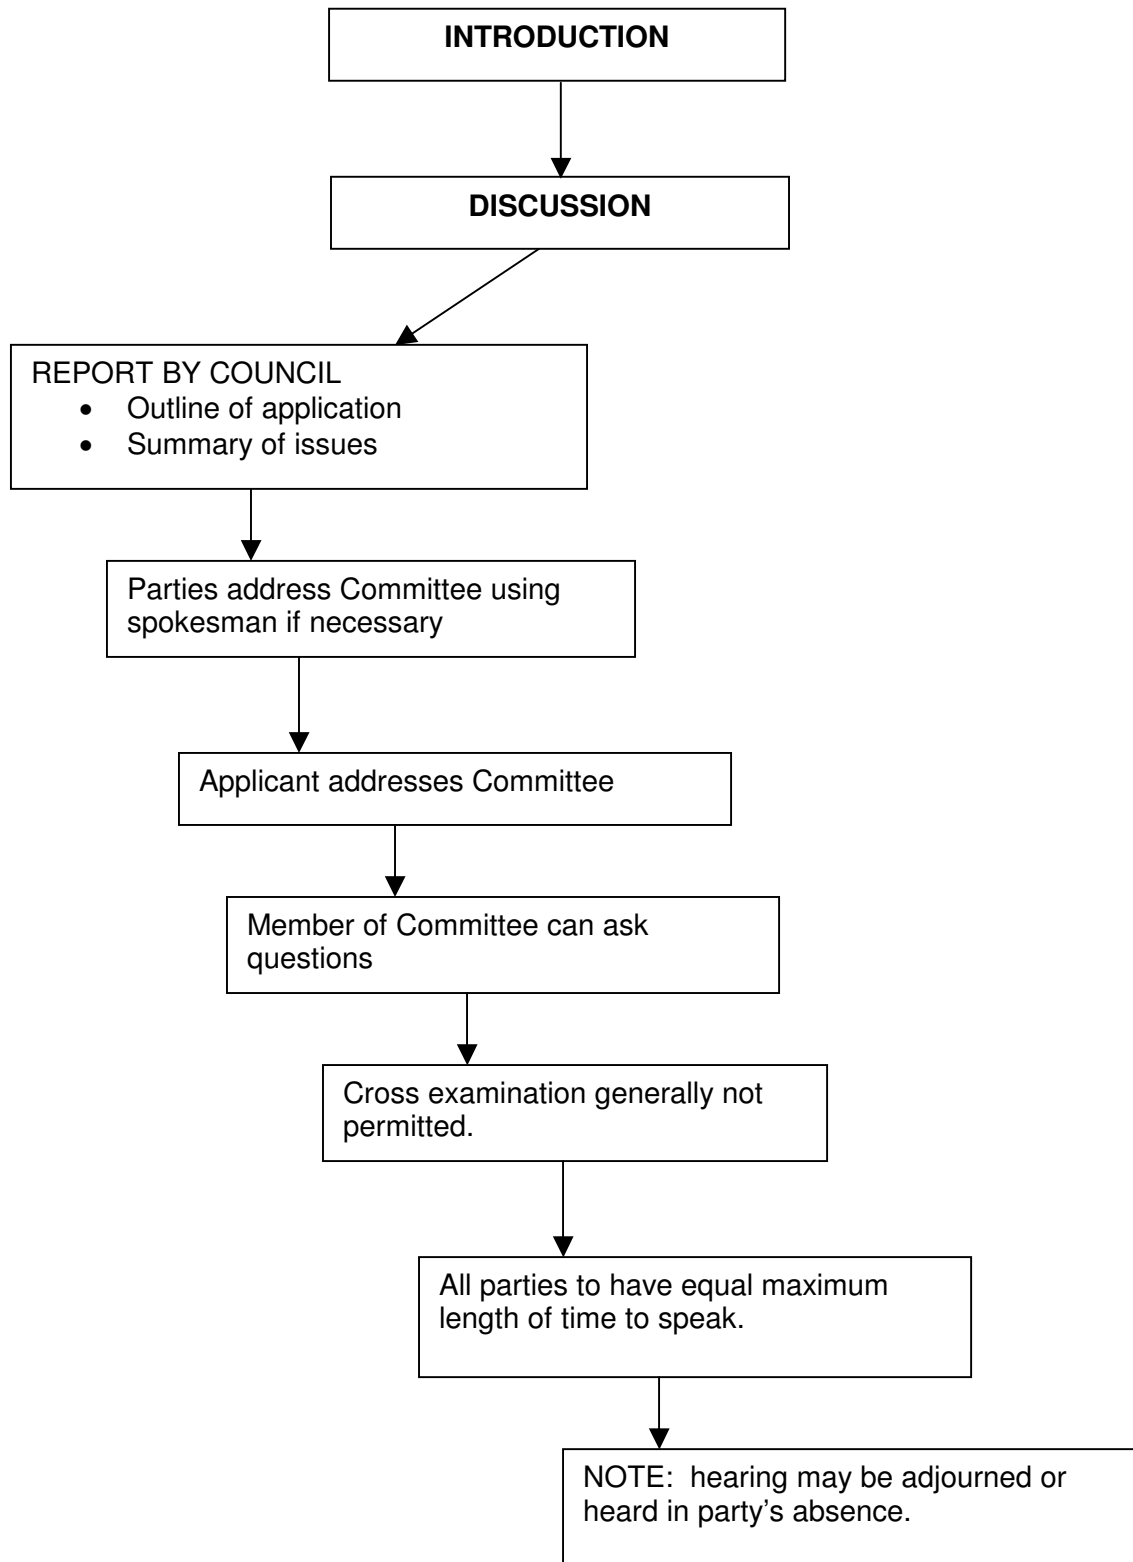 INTRODUCTION
DISCUSSION
REPORT BY COUNCIL
• Outline of application
• Summary of issues
Parties address Committee using
spokesman if necessary
Applicant addresses Committee
Member of Committee can ask
questions
Cross examination generally not
permitted.
All parties to have equal maximum
length of time to speak.
NOTE:  hearing may be adjourned or
heard in party’s absence.